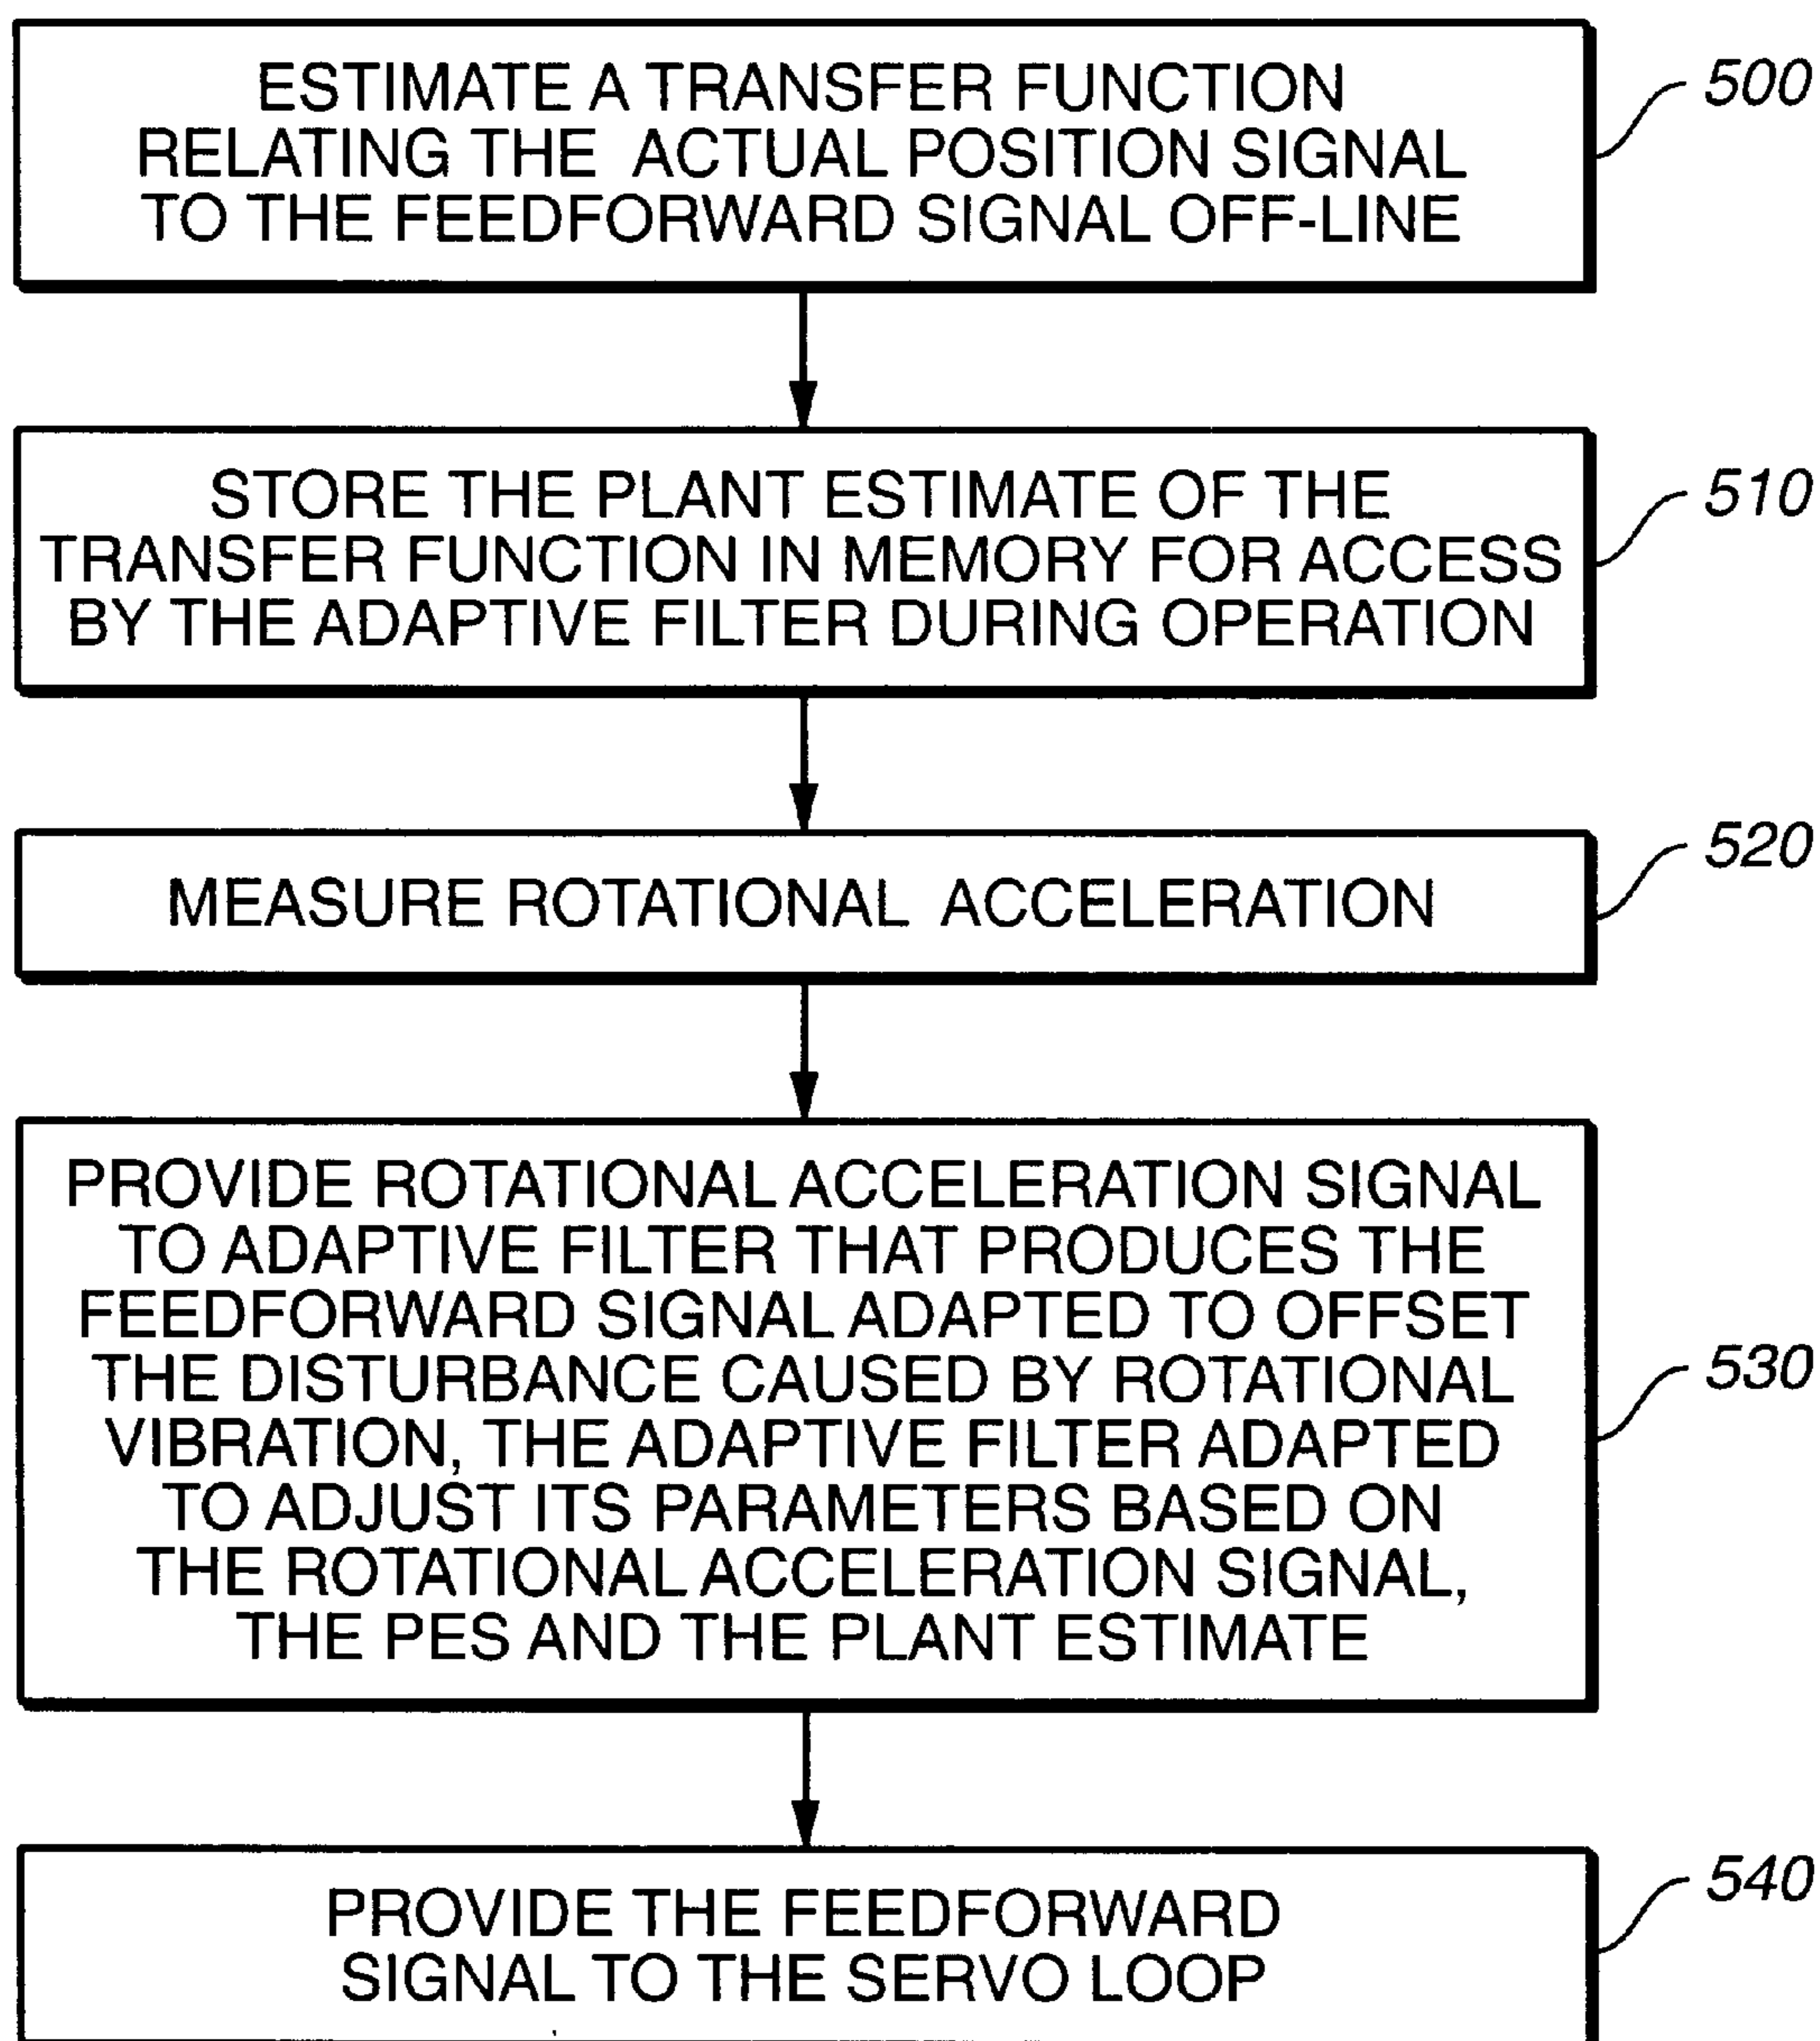 ESTIMATE A TRANSFER FUNCTION
RELATING THE ACTUAL POSITION SIGNAL
TO THE FEEDFORWARD SIGNAL OFF-LINE
500
STORE THE PLANT ESTIMATE OF THE
TRANSFER FUNCTION IN MEMORY FOR ACCESS
BY THE ADAPTIVE FILTER DURING OPERATION
510
MEASURE ROTATIONAL ACCELERATION
520
PROVIDE ROTATIONAL ACCELERATION SIGNAL
TO ADAPTIVE FILTER THAT PRODUCES THE
FEEDFORWARD SIGNAL ADAPTED TO OFFSET
THE DISTURBANCE CAUSED BY ROTATIONAL
VIBRATION, THE ADAPTIVE FILTER ADAPTED
TO ADJUST ITS PARAMETERS BASED ON
THE ROTATIONAL ACCELERATION SIGNAL,
THE PES AND THE PLANT ESTIMATE
530
PROVIDE THE FEEDFORWARD
SIGNAL TO THE SERVO LOOP
540